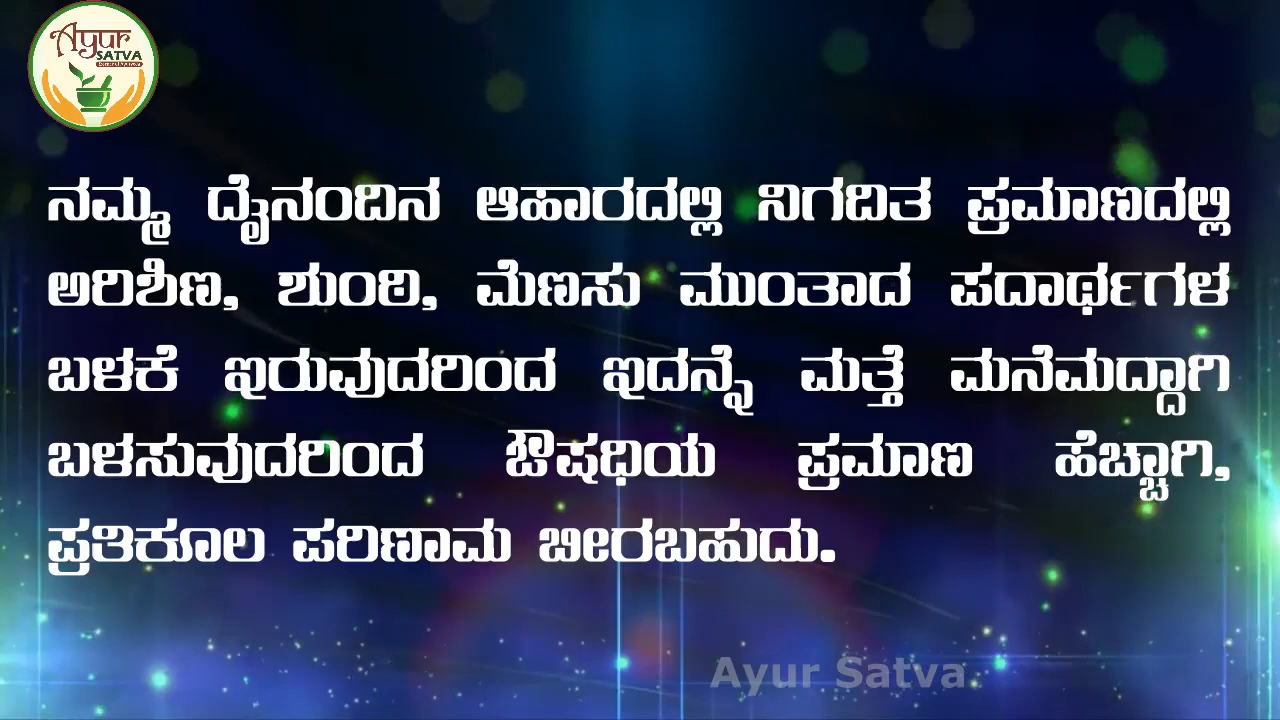 Ayur
SATVA
ನಮ್ಮ ದೈನಂದಿನ ಆಹಾರದಲ್ಲಿ ನಿಗದಿತ ಪ್ರಮಾಣದಲ್ಲಿ
ಅರಿಶಿಣ, ಶುಂಠಿ, ಮೆಣಸು ಮುಂತಾದ ಪದಾರ್ಥಗಳ
ಬಳಕೆ ಇರುವುದರಿಂದ ಇದನ್ನೆ ಮತ್ತೆ ಮನೆಮದ್ದಾಗಿ
ಬಳಸುವುದರಿಂದ ಔಷಧಿಯ ಪ್ರಮಾಣ ಹೆಚ್ಚಾಗಿ,
ಪ್ರತಿಕೂಲ ಪರಿಣಾಮ ಬೀರಬಹುದು.
Ayur Satva